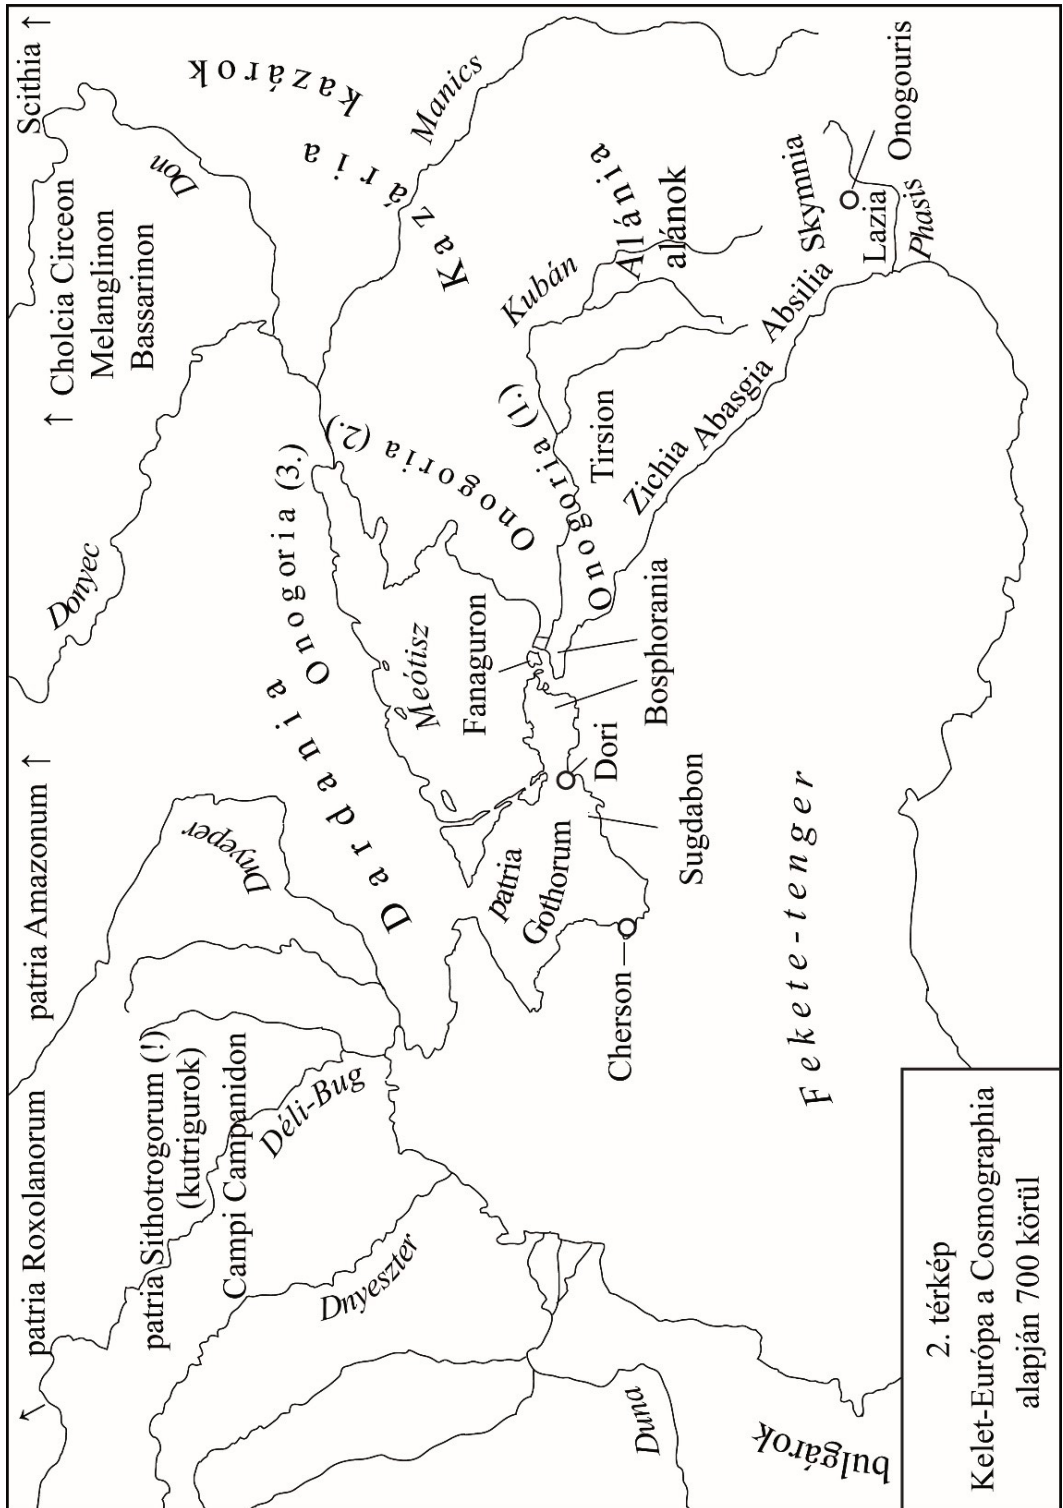 patria Roxolanorum
patria Amazonum
Scithia
Cholcia Circeon
Melanglinon
Bassarinon
patria Sithotrogorum (!)
(kutrigurok)
Campi Campanidon
Déli-Bug
Dnyeszter
Dnyeper
Donyec
Don
kazárok
Kazária
Manics
Dardania
Onogoria (3.)
Onogoria (2.)
Onogoria (1.)
Meótisz
Fanaguron
Kubán
Alánia
alánok
Tirsion
Zichia
Abasgia
Absilia
Skymnia
Lazia
Phasis
Onogouris
patria
Gothorum
Dori
Bosphorania
Sugdabon
Cherson
Fekete-tenger
Duna
bulgárok
2. térkép
Kelet-Európa a Cosmographia
alapján 700 körül